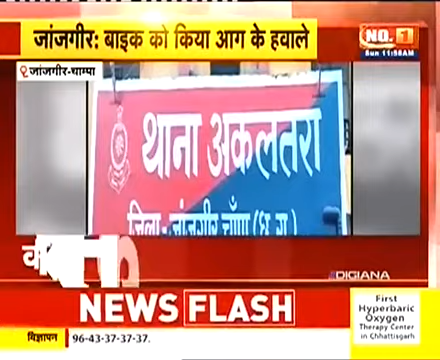 जांजगीर: बाइक को किया आग के हवाले
NO. 1
Sun 11:58AM
जांजगीर-चाम्पा
थाना अकलतरा
जिला- जांजगीर चाँपा (छ.ग.)
DIGIANA
NEWS FLASH
First
Hyperbaric
Oxygen
Therapy Center
in Chhattisgarh
विज्ञापन 96-43-37-37-37.